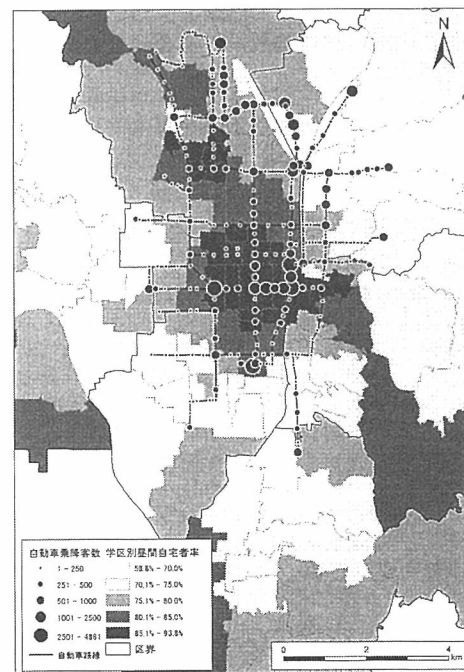 N
自動車乗降客数 学区別昼間自宅者率
1 - 250 58.6% - 70.0%
251 - 500 70.1% - 75.0%
501 - 1000 75.1% - 80.0%
1001 - 2500 80.1% - 85.0%
2501 - 4861 85.1% - 93.8%
自動車路線 区界
0 2 4
km